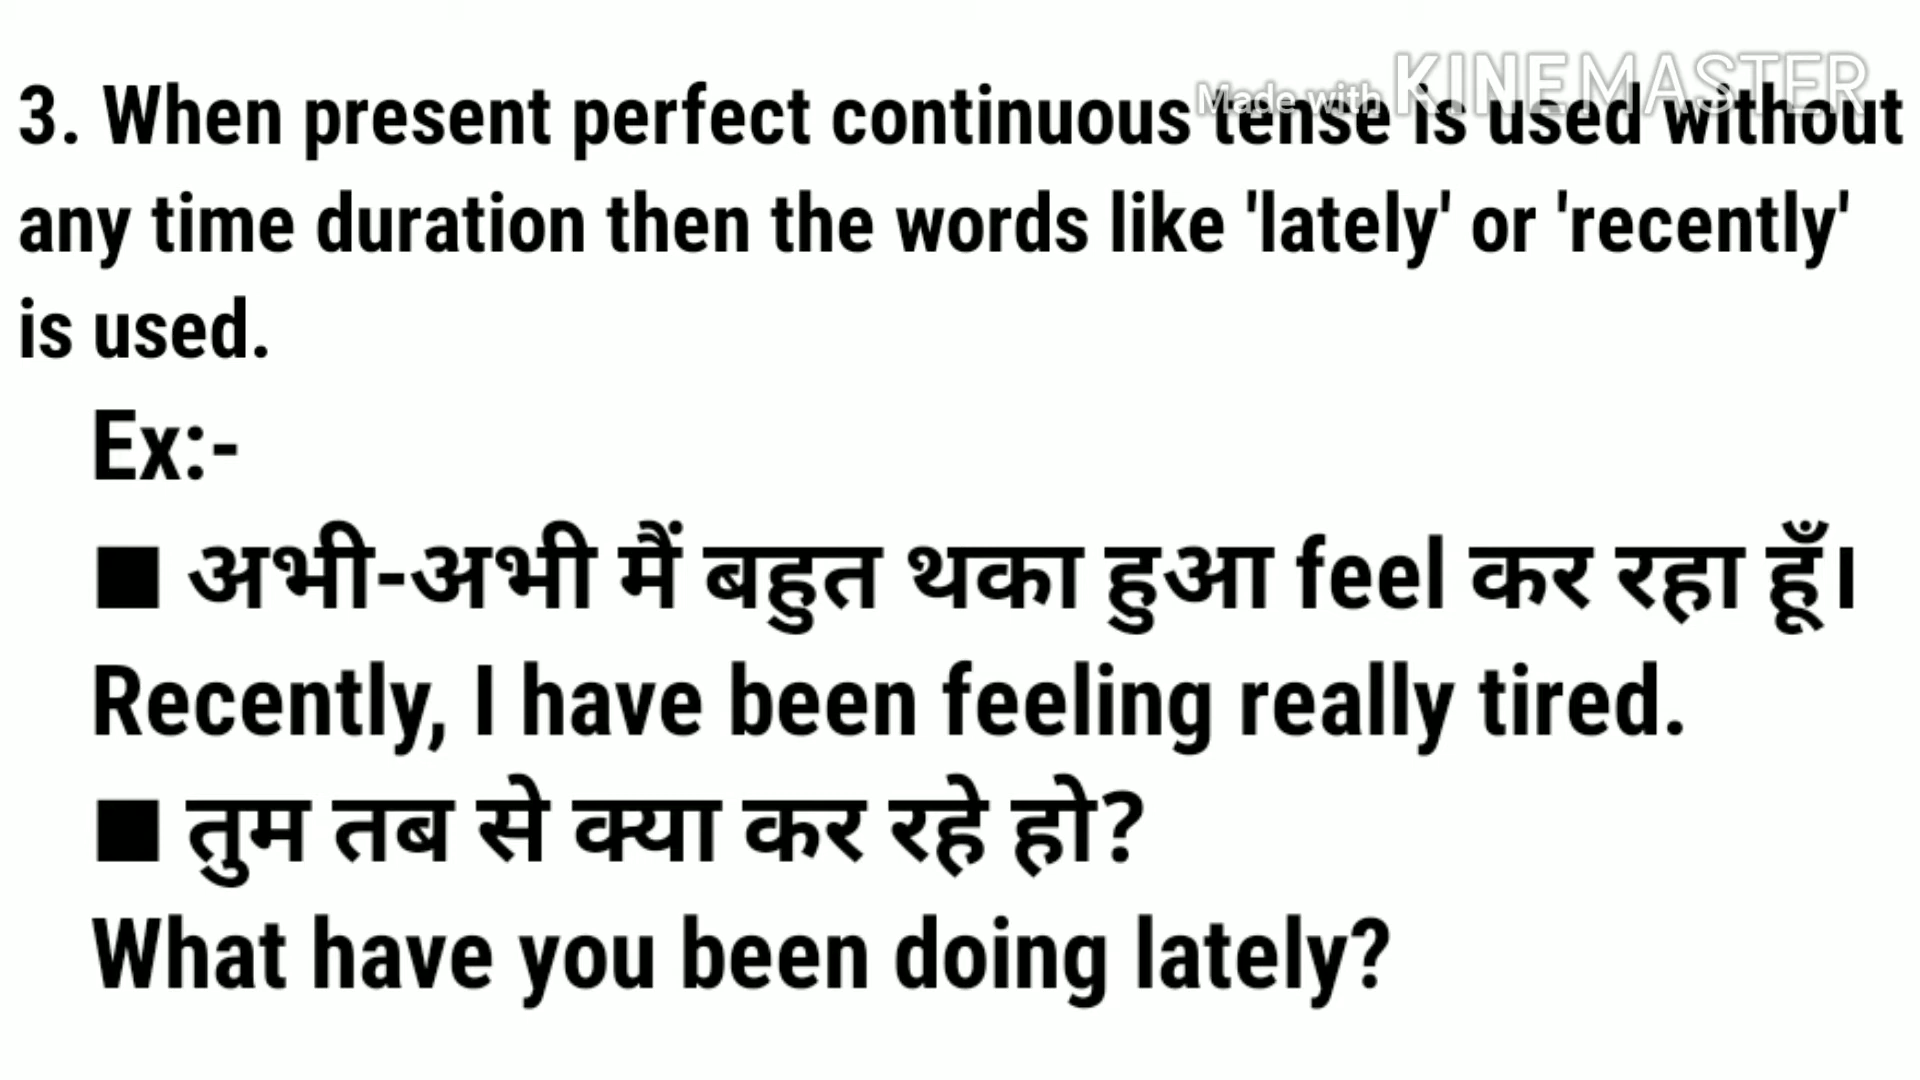 Made with KINEMASTER
3. When present perfect continuous tense is used without
any time duration then the words like 'lately' or 'recently'
is used.
Ex:-
■ अभी-अभी मैं बहुत थका हुआ feel कर रहा हूँ।
Recently, I have been feeling really tired.
■ तुम तब से क्या कर रहे हो?
What have you been doing lately?